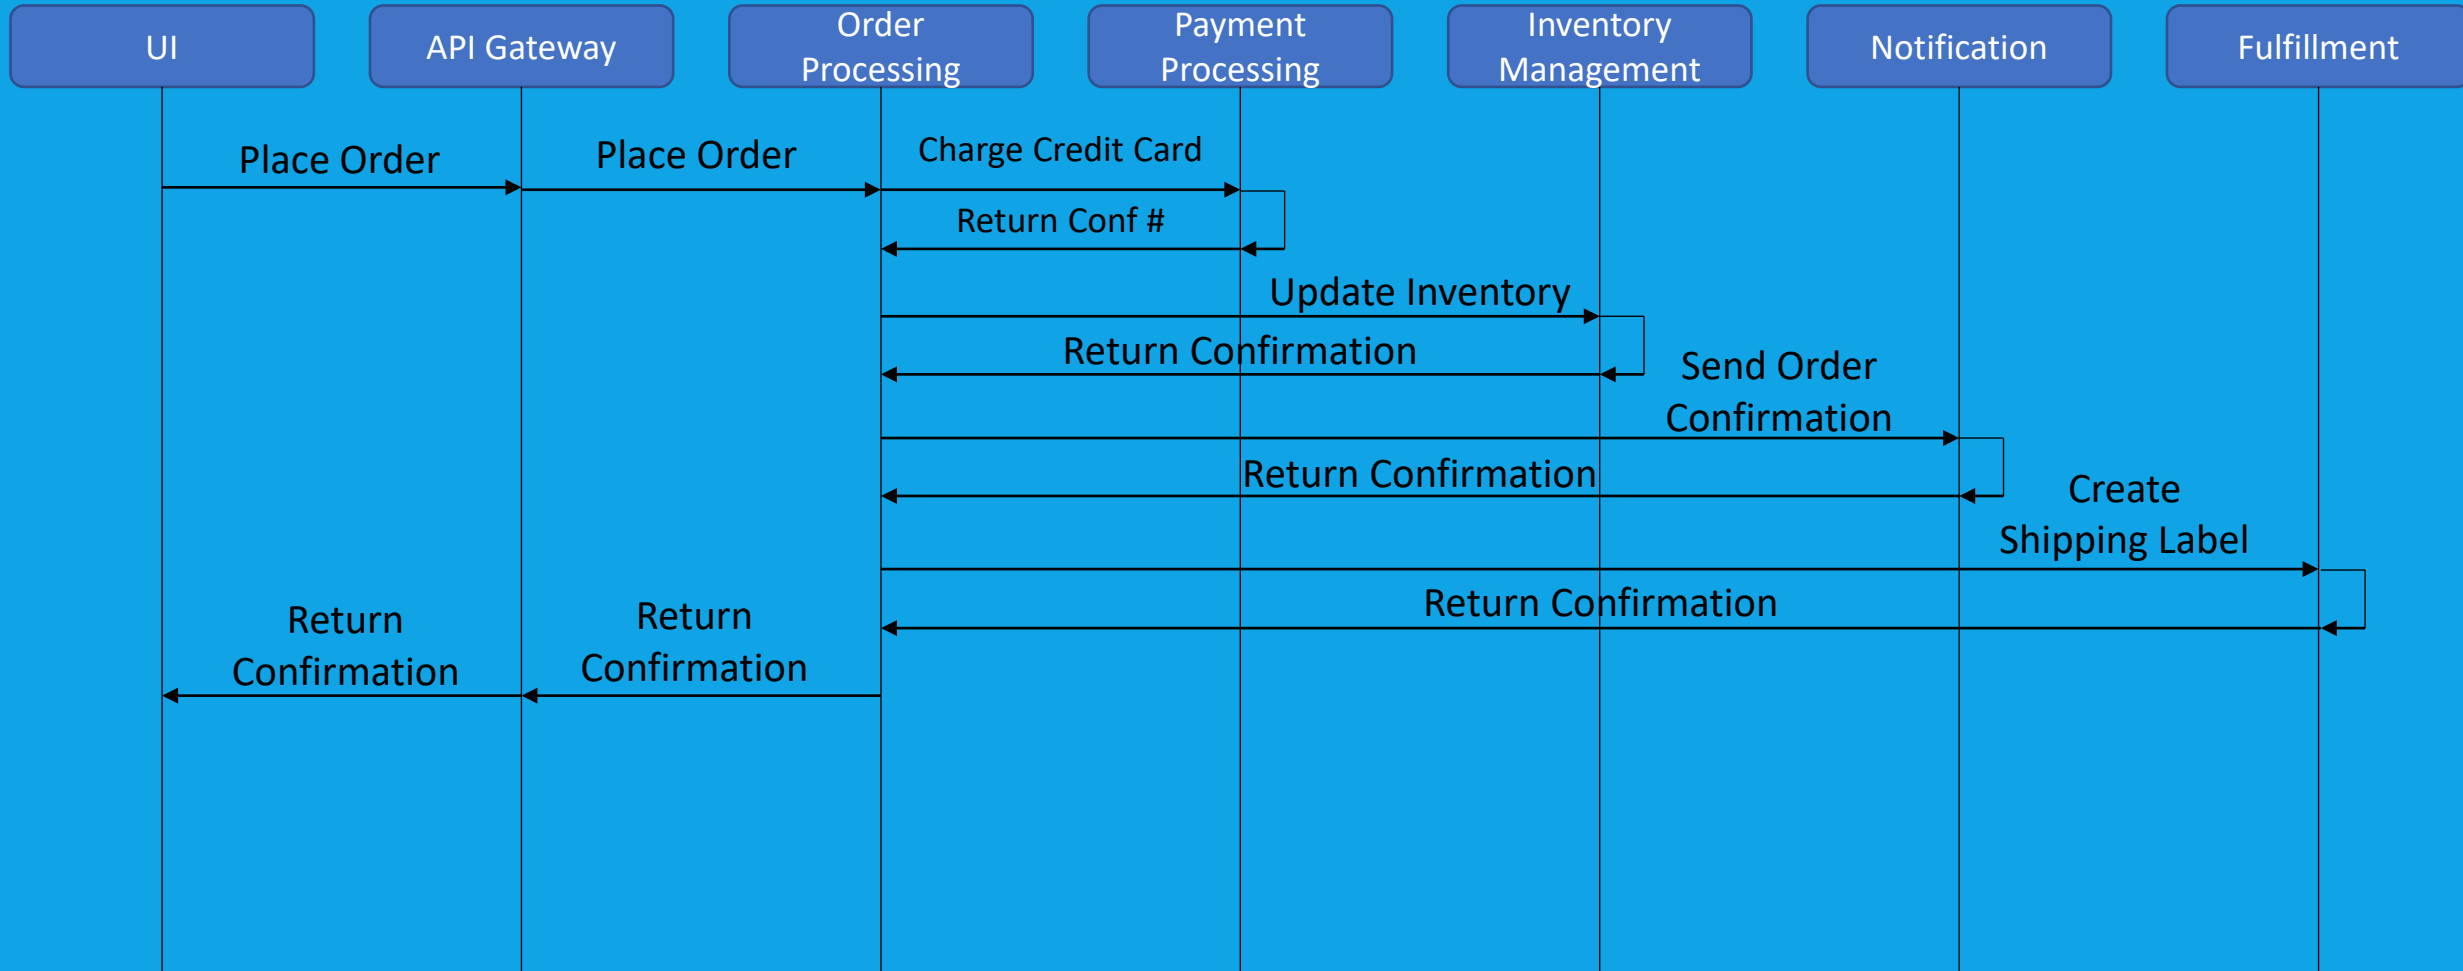 UI
API Gateway
Order
Processing
Payment
Processing
Inventory
Management
Notification
Fulfillment
Place Order
Place Order
Charge Credit Card
Return Conf #
Update Inventory
Return Confirmation
Send Order
Confirmation
Return Confirmation
Create
Shipping Label
Return Confirmation
Return
Confirmation
Return
Confirmation